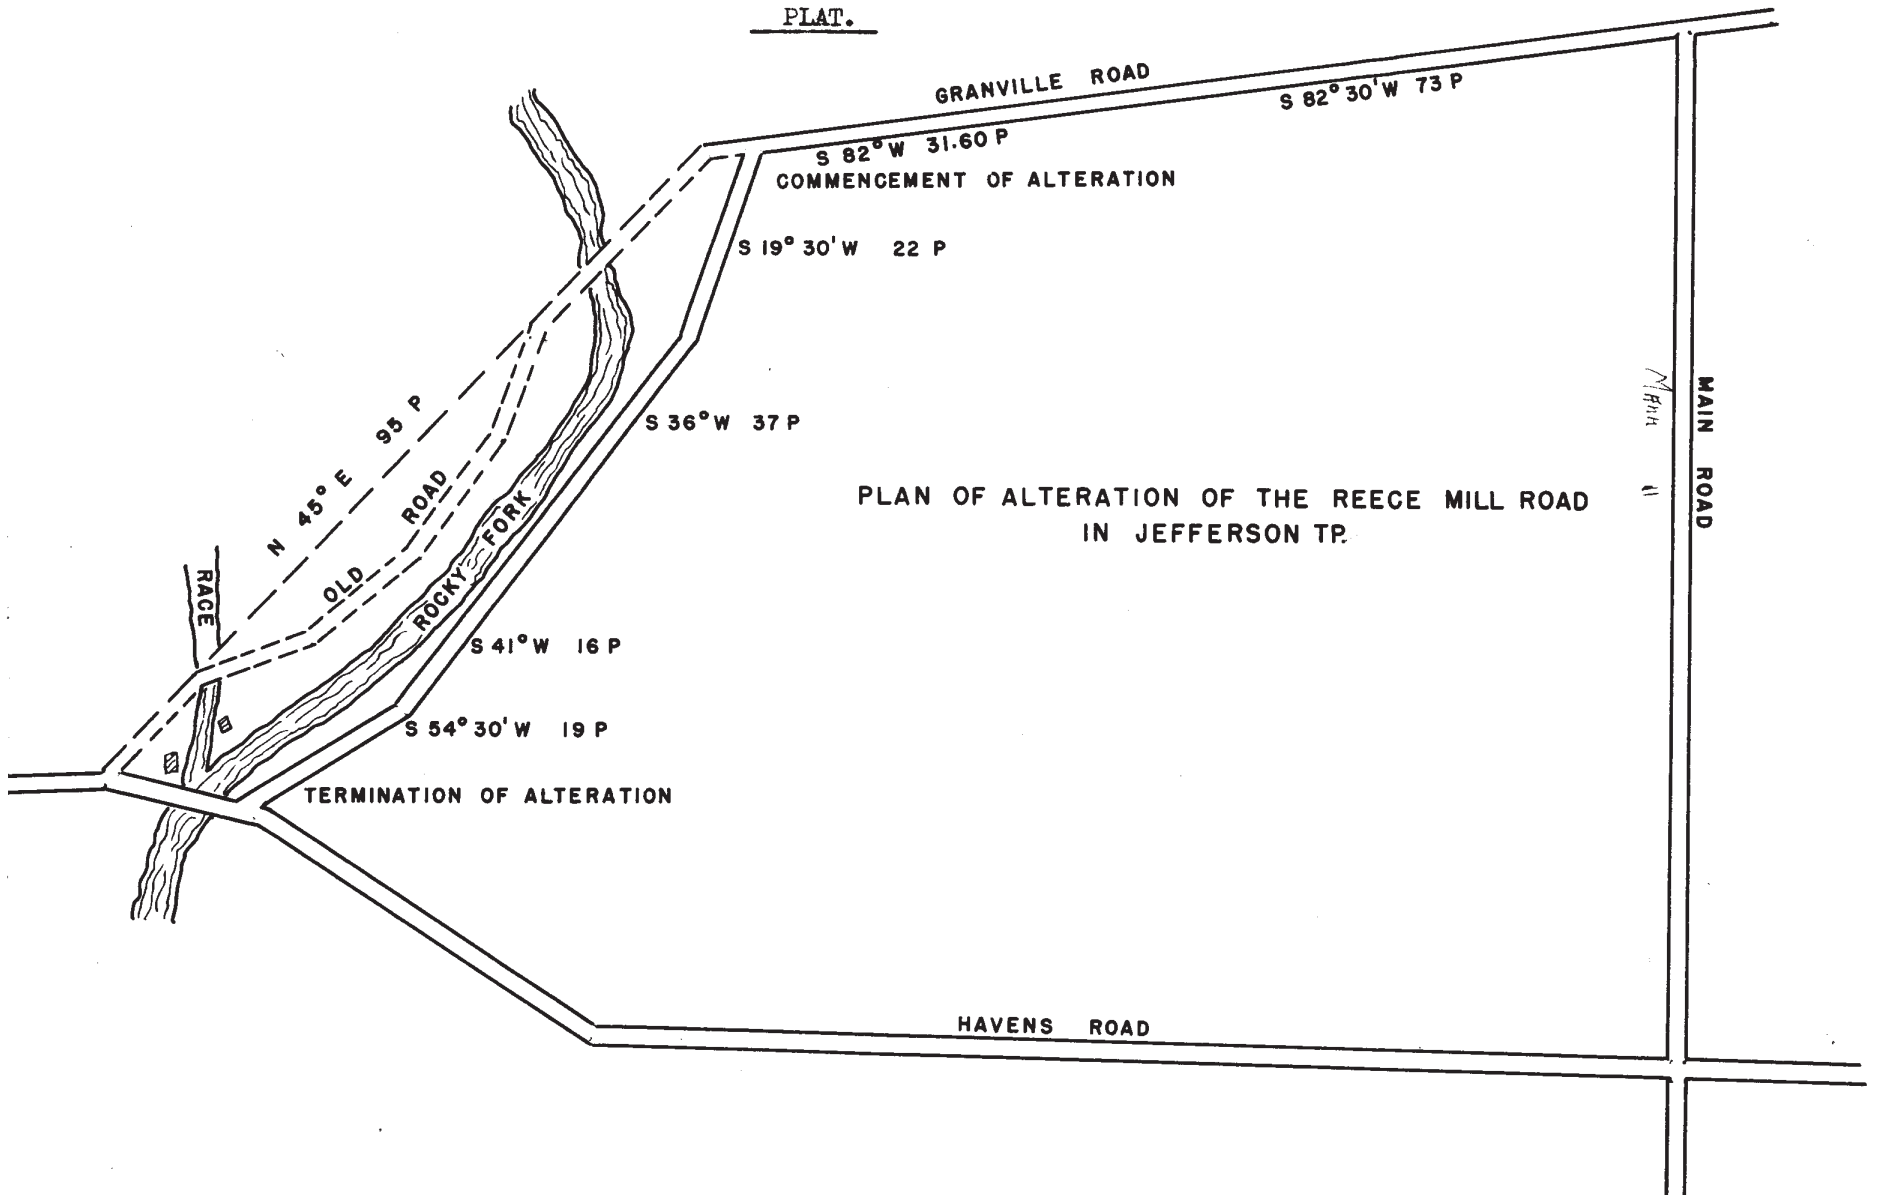 PLAT.
GRANVILLE ROAD
S 82° 30' W 73 P
S 82° W 31.60 P
COMMENCEMENT OF ALTERATION
S 19° 30' W 22 P
S 36° W 37 P
N 45° E 95 P
OLD ROAD
ROCKY FORK
RACE
MAIN ROAD
PLAN OF ALTERATION OF THE REECE MILL ROAD
IN JEFFERSON TP.
S 41° W 16 P
S 54° 30' W 19 P
TERMINATION OF ALTERATION
HAVENS ROAD